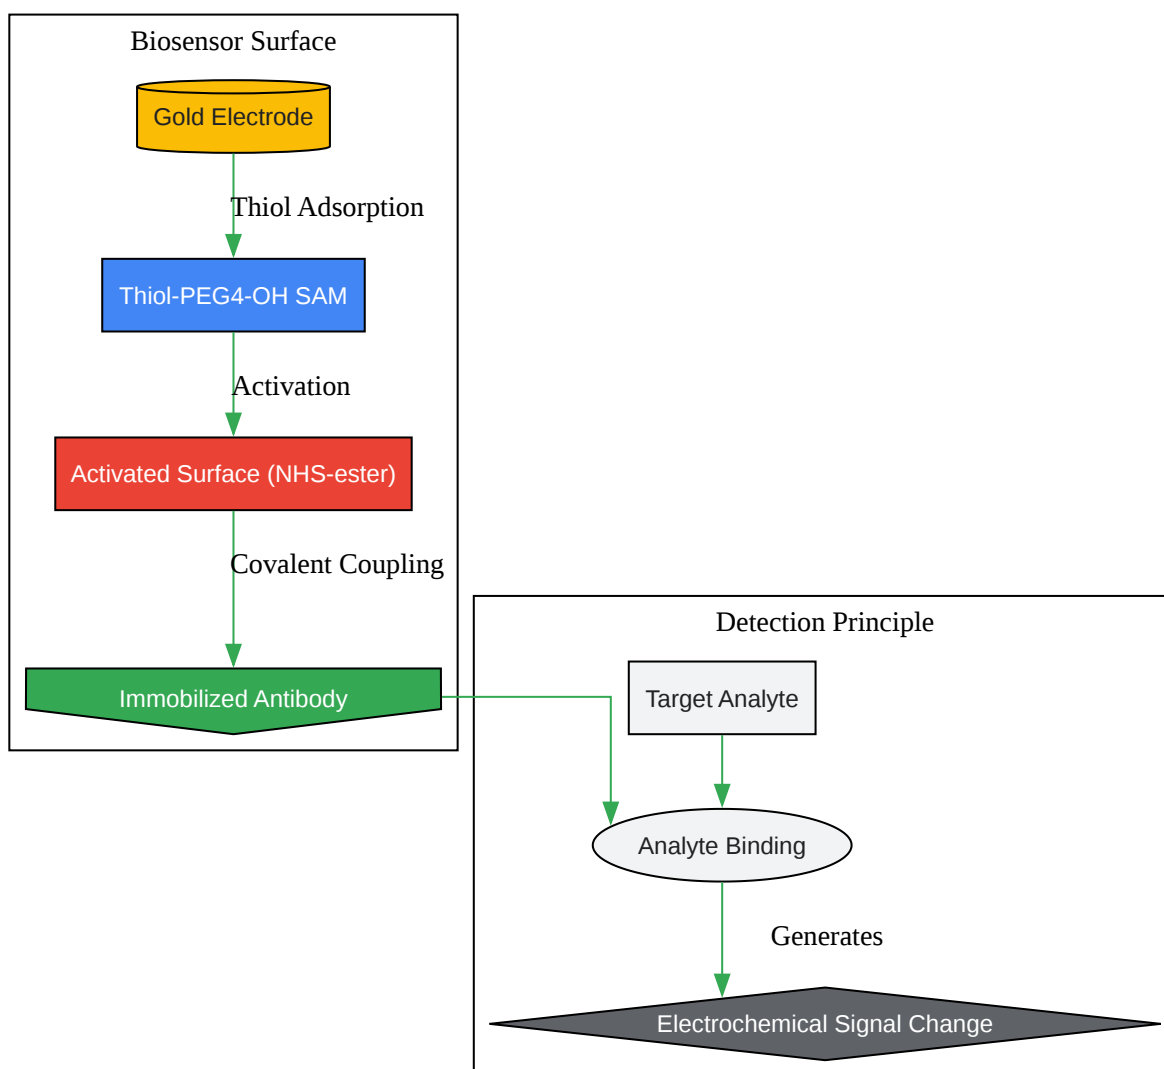 Biosensor Surface
Gold Electrode
Thiol Adsorption
Thiol-PEG4-OH SAM
Activation
Activated Surface (NHS-ester)
Covalent Coupling
Immobilized Antibody
Detection Principle
Target Analyte
Analyte Binding
Generates
Electrochemical Signal Change